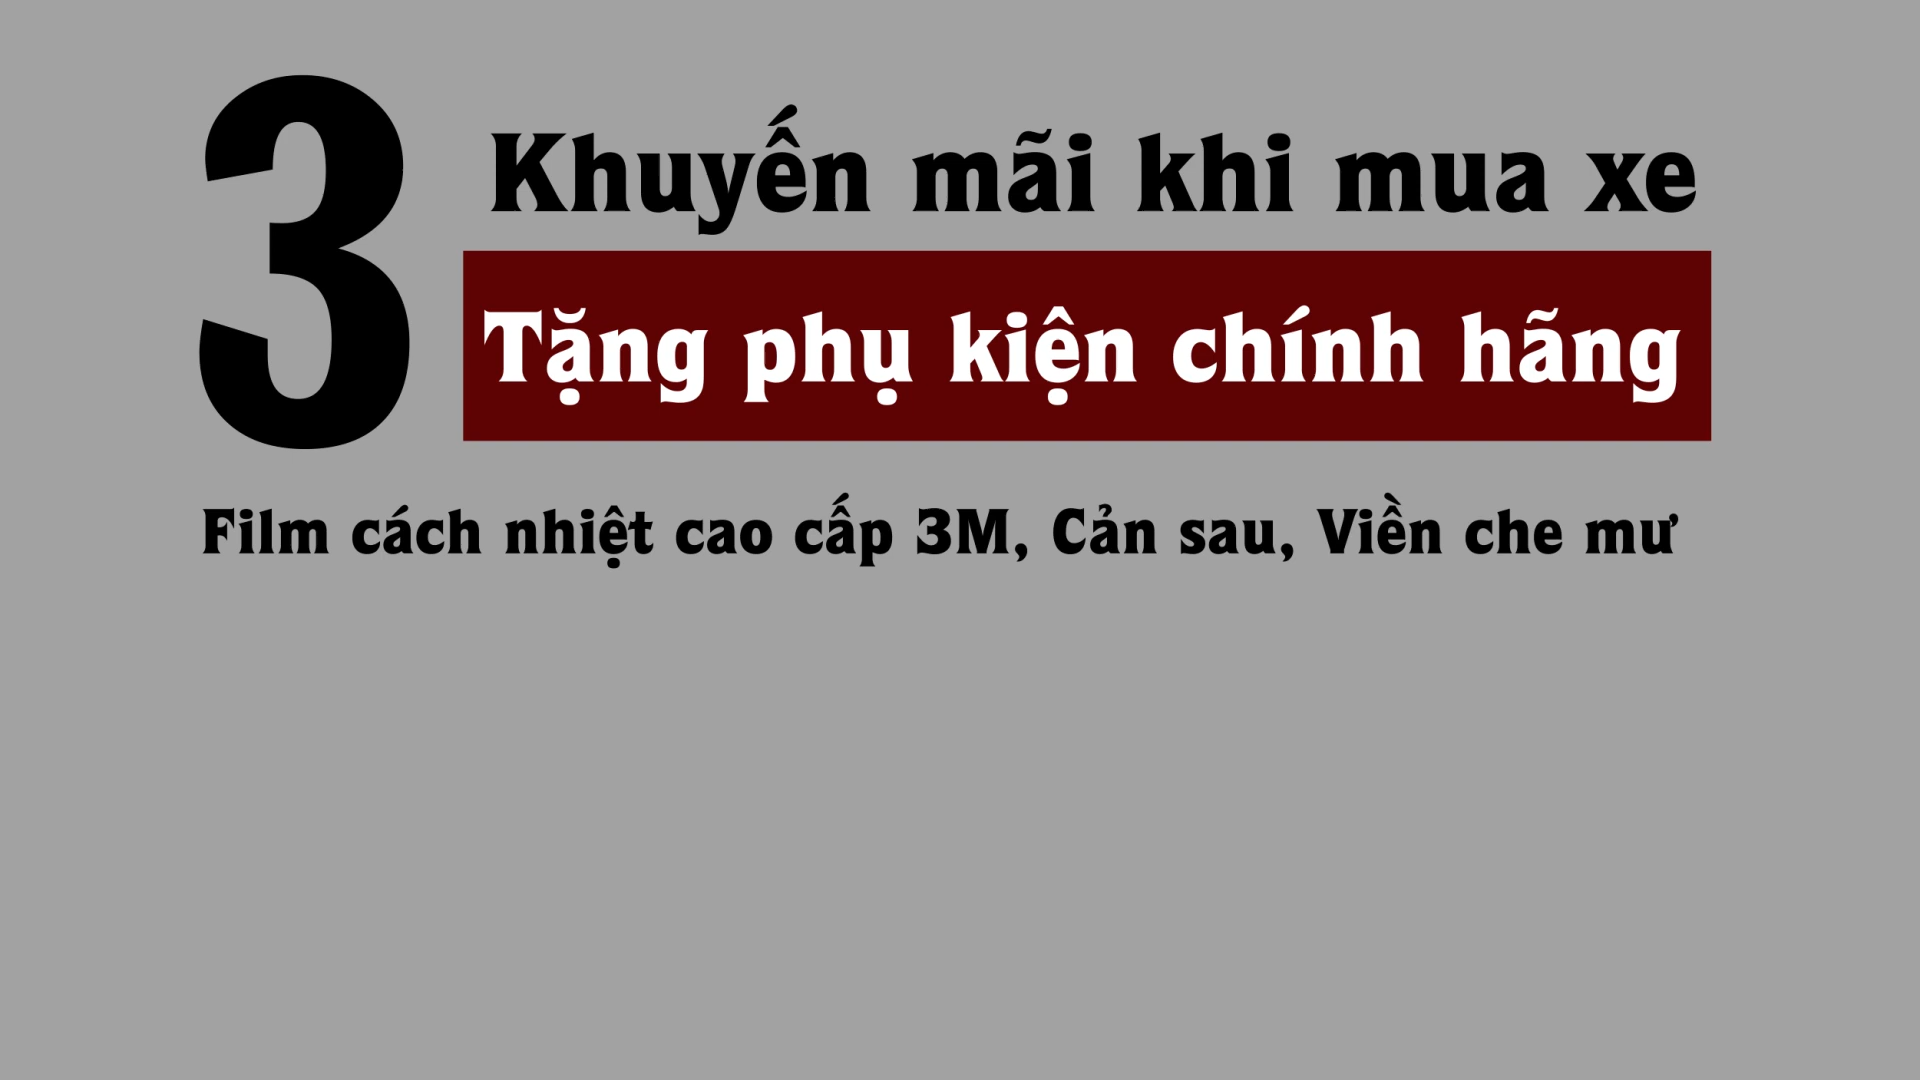 3
Khuyến mãi khi mua xe
Tặng phụ kiện chính hãng
Film cách nhiệt cao cấp 3M, Cản sau, Viền che mư